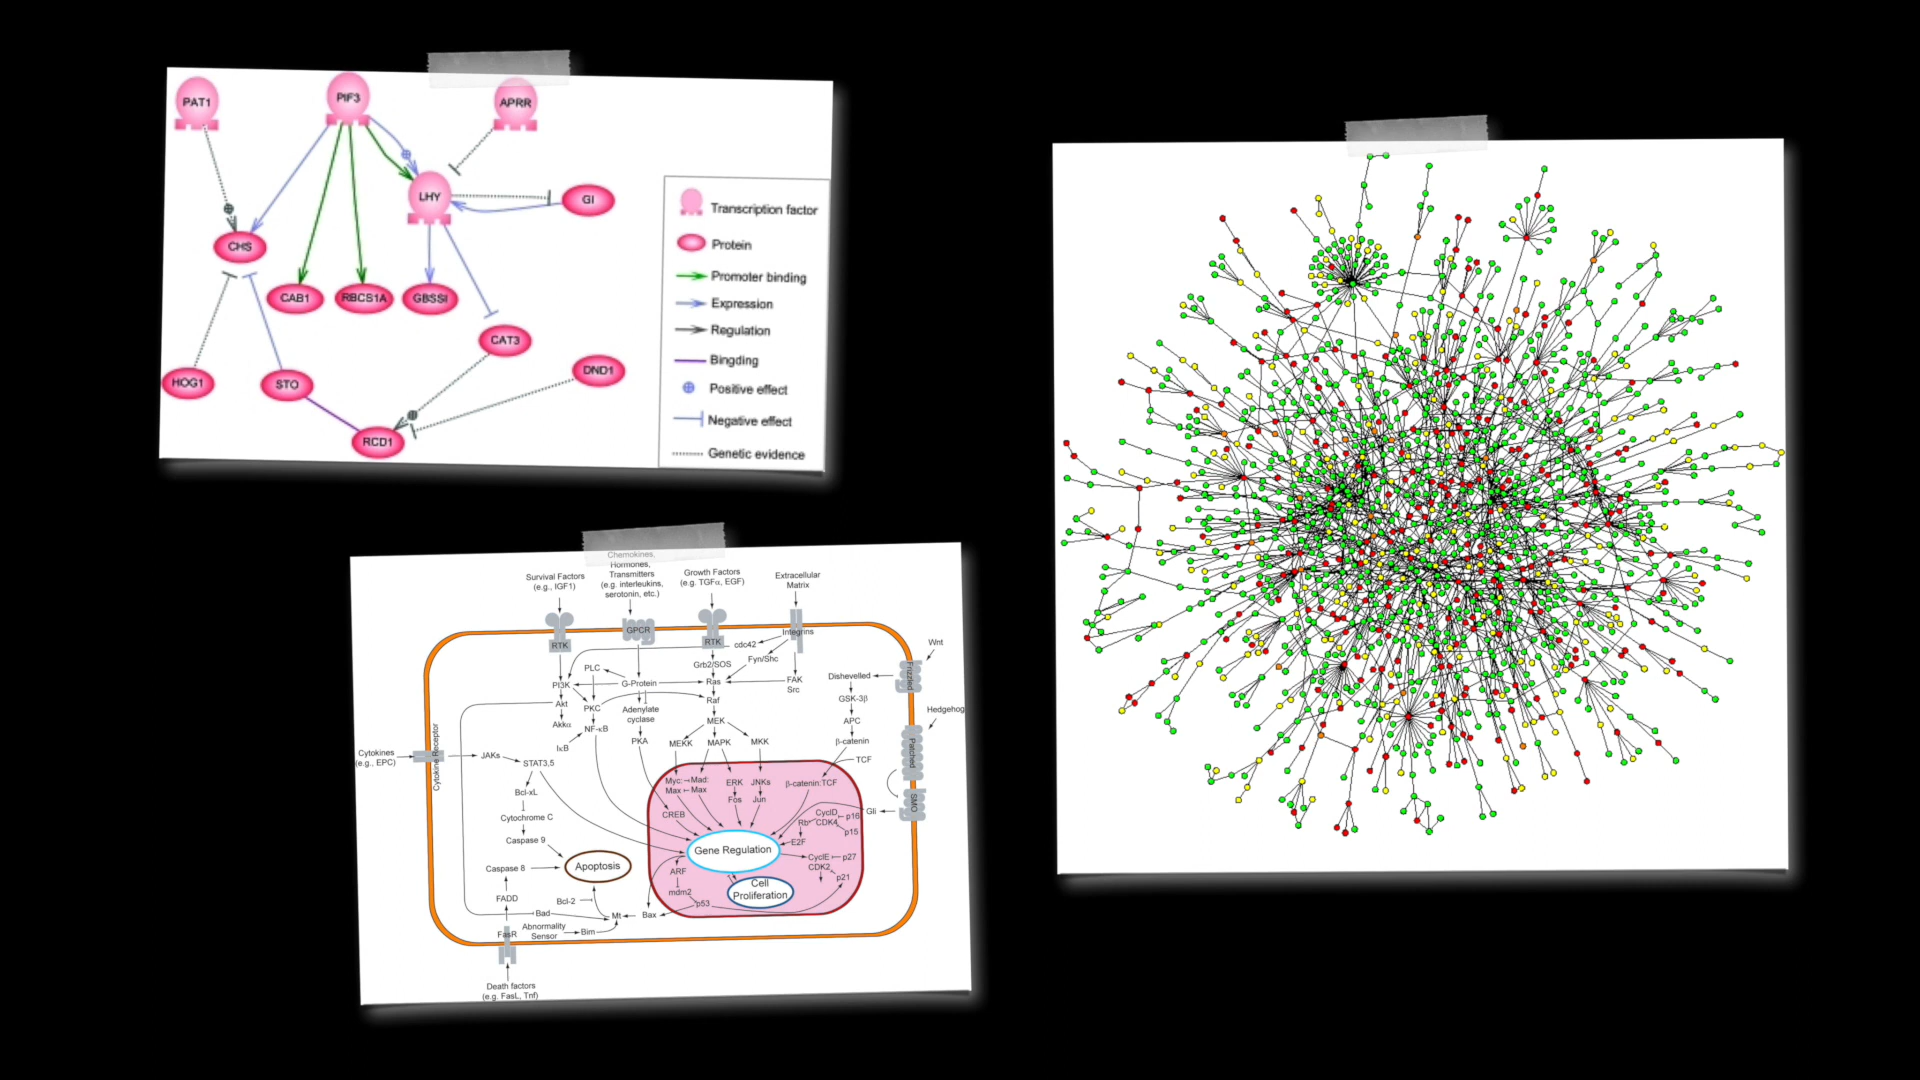 PAT1
PIF3
APRR
LHY
GI
CHS
CAB1
RBCS1A
GBSSI
CAT3
HOG1
STO
DND1
RCD1
Transcription factor
Protein
Promoter binding
Expression
Regulation
Bingding
Positive effect
Negative effect
Genetic evidence
Chemokines,
Hormones,
Transmitters
(e.g. interleukins,
serotonin, etc.)
Survival Factors
(e.g., IGF1)
Growth Factors
(e.g. TGFα, EGF)
Extracellular
Matrix
RTK
GPCR
RTK
cdc42
Integrins
Wnt
Fyn/Shc
PLC
Grb2/SOS
PI3K
G-Protein
Ras
FAK
Src
Dishevelled
Frizzled
Akt
PKC
Adenylate
cyclase
Raf
GSK-3β
Hedgehog
Akkα
NF-κB
MEK
APC
IκB
PKA
MEKK
MAPK
MKK
β-catenin
TCF
Cytokines
(e.g., EPC)
Cytokine Receptor
JAKs
STAT3,5
Patched
Myc:
Mad:
Max
Max
ERK
JNKs
β-catenin:TCF
Bcl-xL
Fos
Jun
SMO
Gli
CREB
CycID
p16
Rb
CDK4
p15
Cytochrome C
E2F
Caspase 9
Gene Regulation
CyclE
p27
CDK2
p21
Caspase 8
Apoptosis
ARF
mdm2
Cell
Proliferation
FADD
Bcl-2
p53
Bad
Mt
Bax
FasR
Abnormality
Sensor
Bim
Death factors
(e.g. FasL, Tnf)